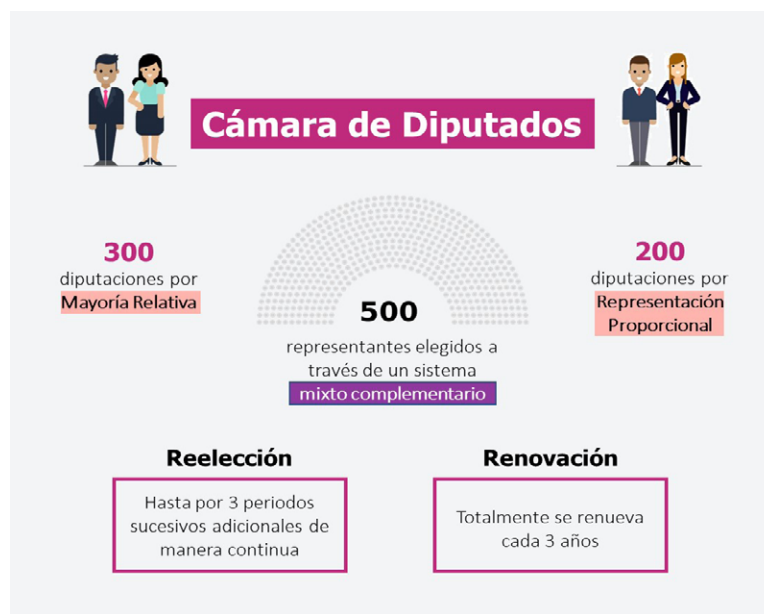 Cámara de Diputados
300
diputaciones por
Mayoría Relativa
500
representantes elegidos a
través de un sistema
mixto complementario
200
diputaciones por
Representación
Proporcional
Reelección
Hasta por 3 periodos
sucesivos adicionales de
manera continua
Renovación
Totalmente se renueva
cada 3 años